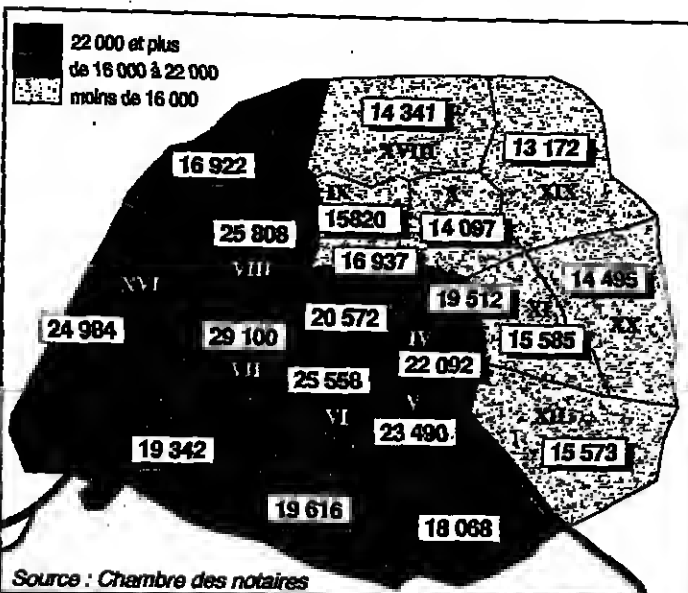 22 000 et plus
de 16 000 à 22 000
moins de 16 000
14 341
XVIII
13 172
XIX
16 922
IX
X
15820
14 097
25 808
VIII
16 937
14 495
XVI
19 512
XI
XX
24 984
20 572
29 100
IV
15 585
VII
22 092
25 558
VI
V
XII
23 490
19 342
15 573
19 616
18 068
Source : Chambre des notaires